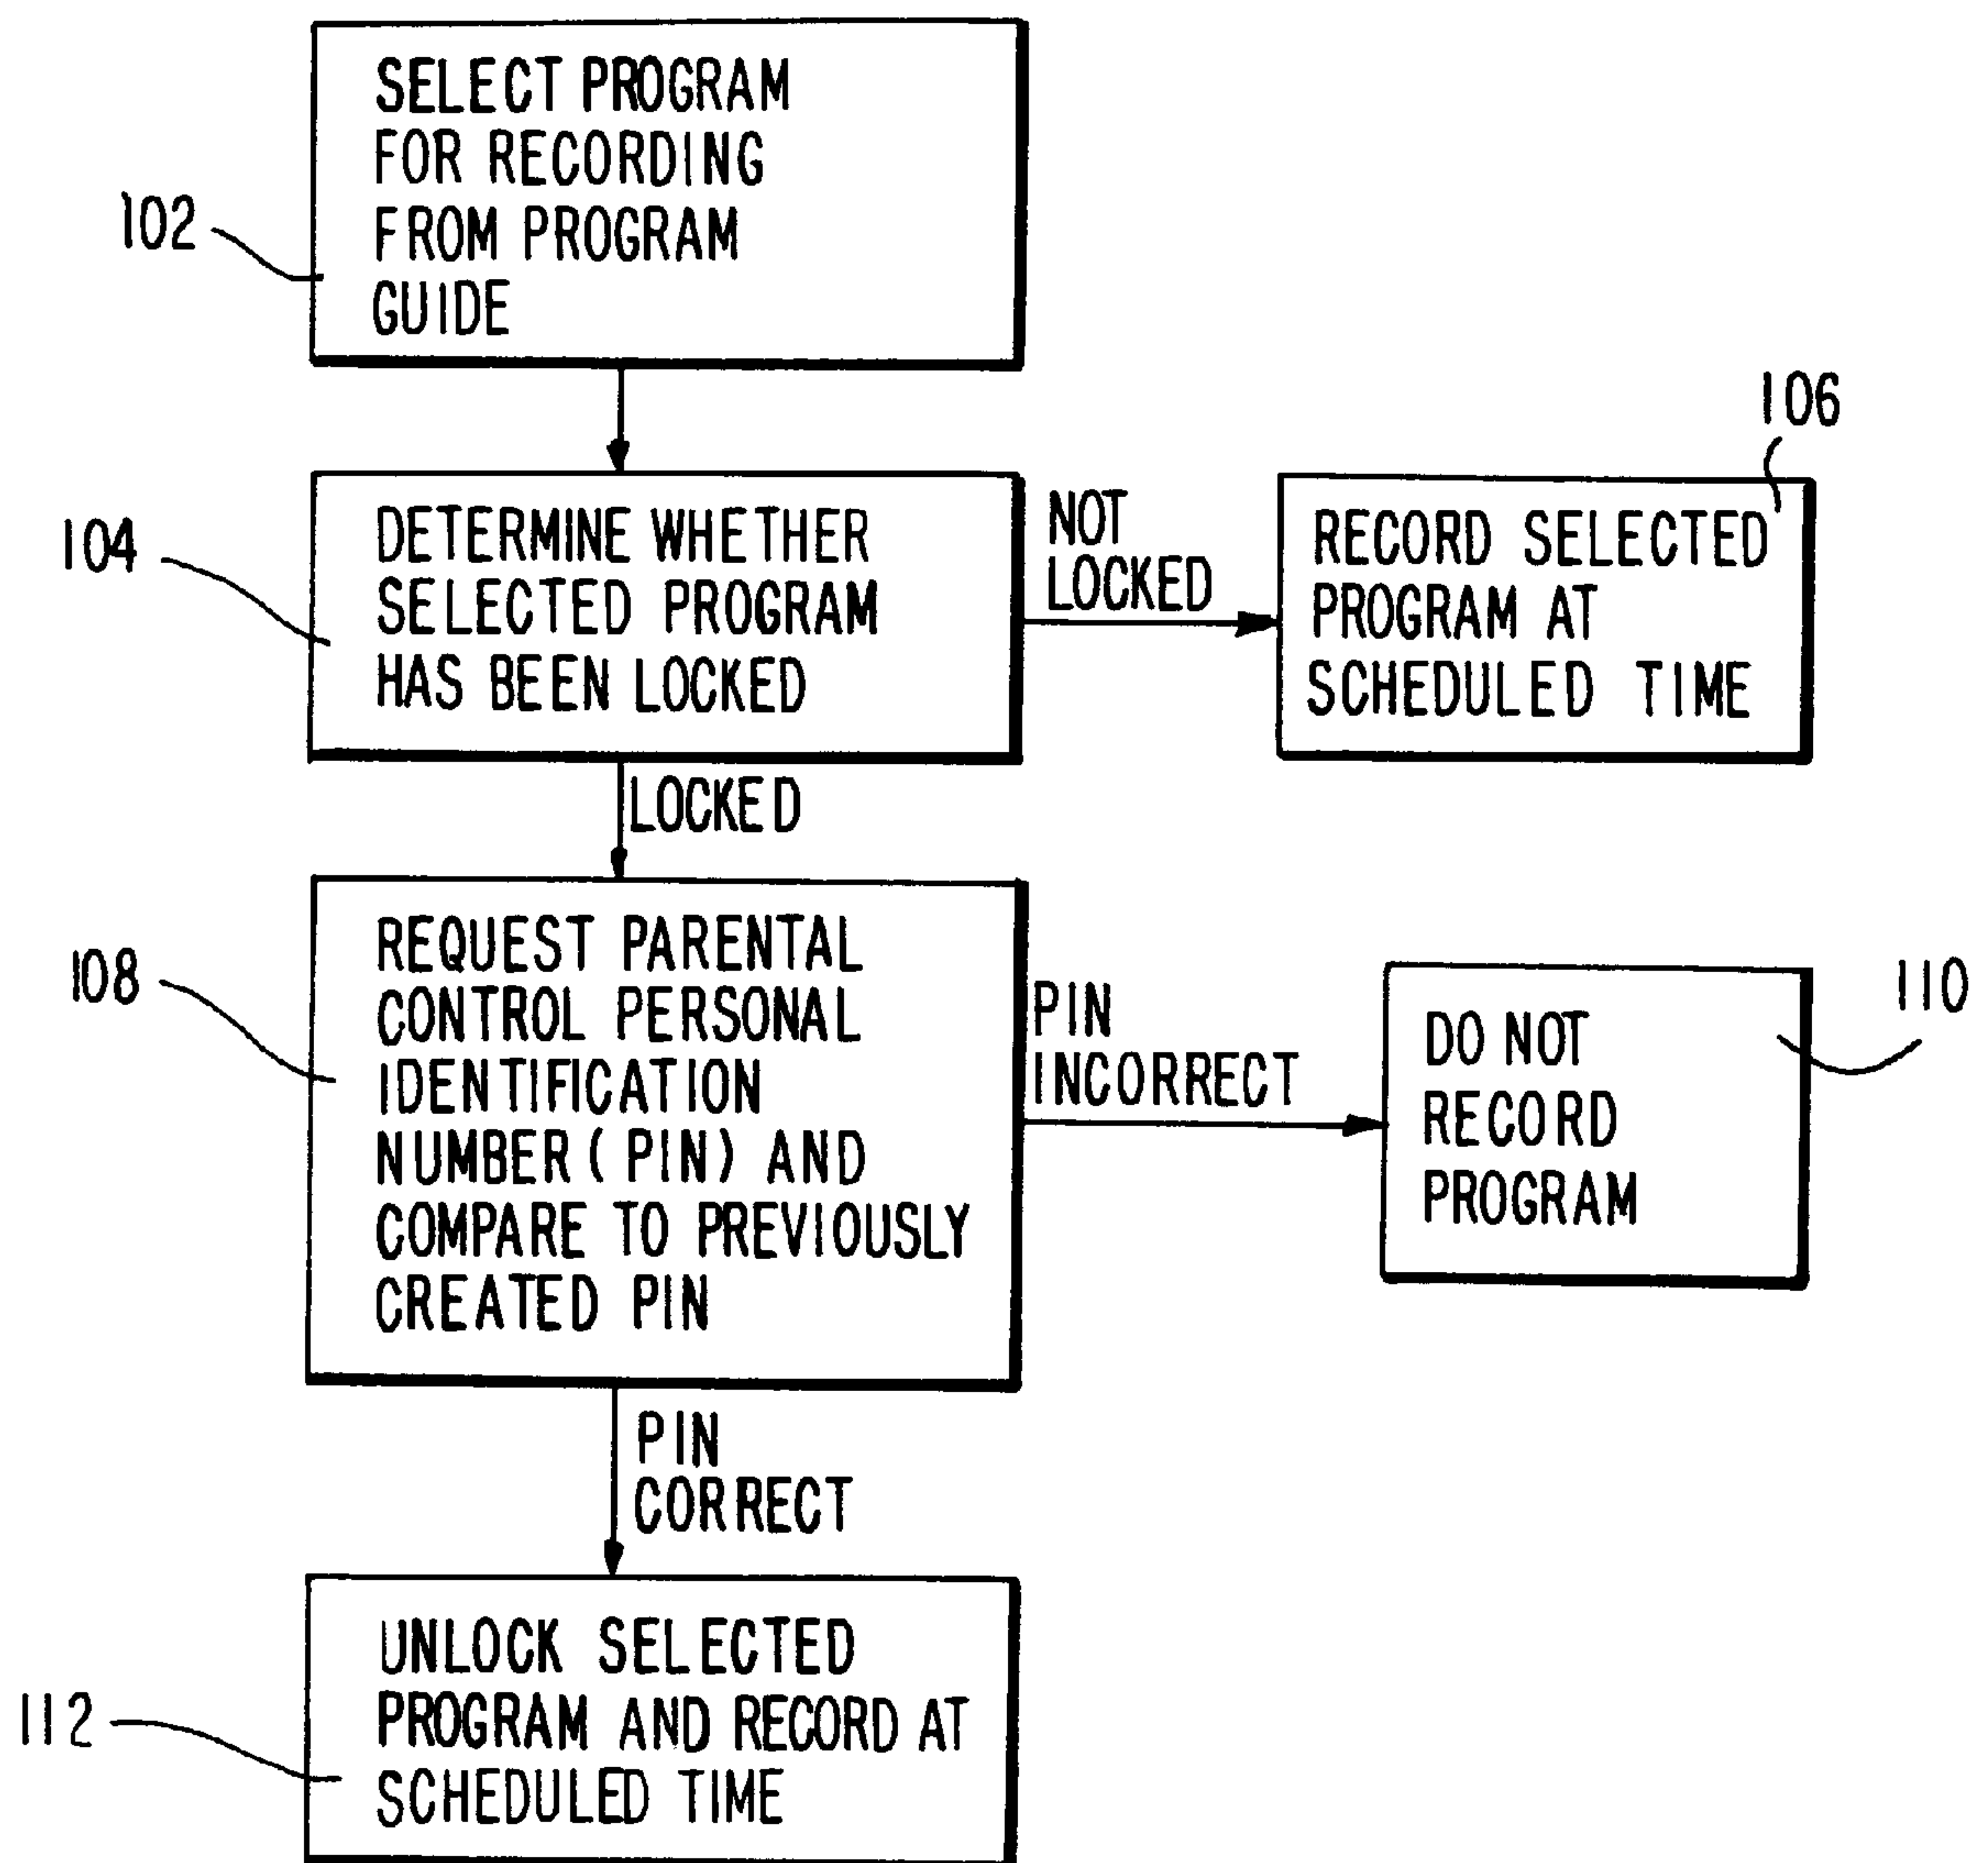 SELECT PROGRAM
FOR RECORDING
FROM PROGRAM
GUIDE
102
106
DETERMINE WHETHER
SELECTED PROGRAM
HAS BEEN LOCKED
104
NOT
LOCKED
RECORD SELECTED
PROGRAM AT
SCHEDULED TIME
LOCKED
REQUEST PARENTAL
CONTROL PERSONAL
IDENTIFICATION
NUMBER (PIN) AND
COMPARE TO PREVIOUSLY
CREATED PIN
108
PIN
INCORRECT
DO NOT
RECORD
PROGRAM
110
PIN
CORRECT
UNLOCK SELECTED
PROGRAM AND RECORD AT
SCHEDULED TIME
112